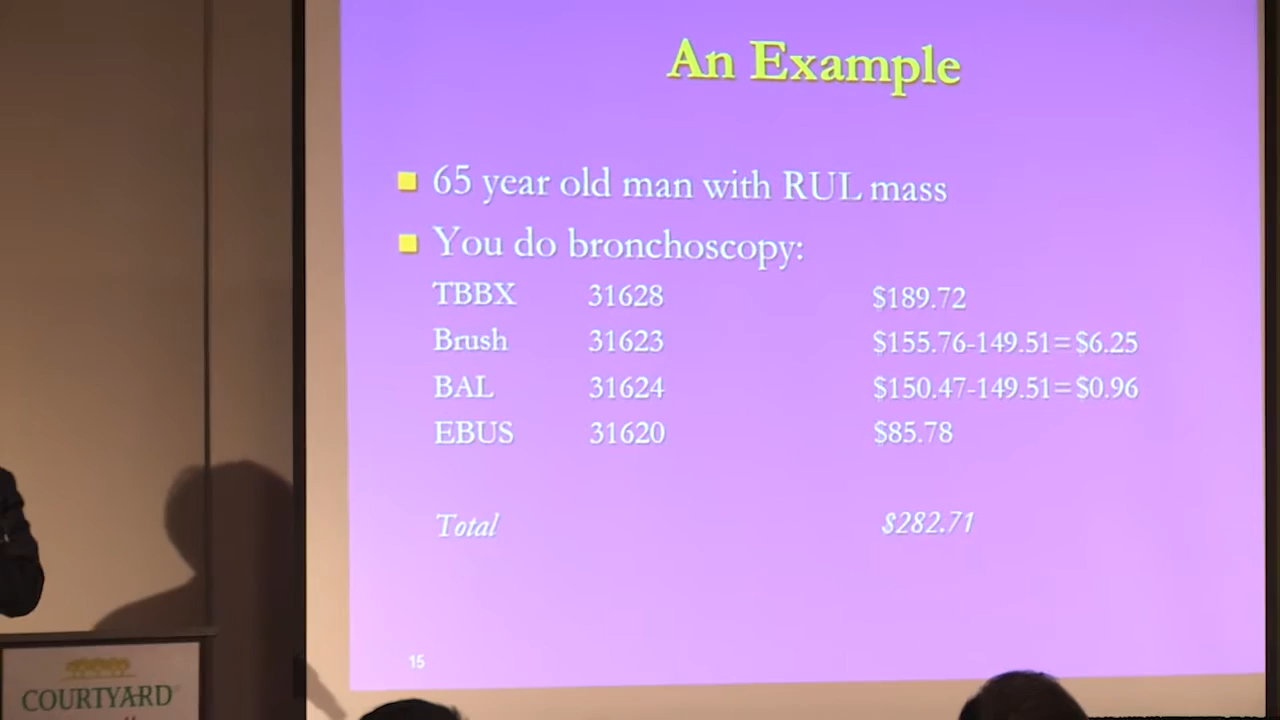 An Example
65 year old man with RUL mass
You do bronchoscopy:
TBBX 31628 $189.72
Brush 31623 $155.76-149.51=$6.25
BAL 31624 $150.47-149.51=$0.96
EBUS 31620 $85.78
Total $282.71
15
COURTYARD